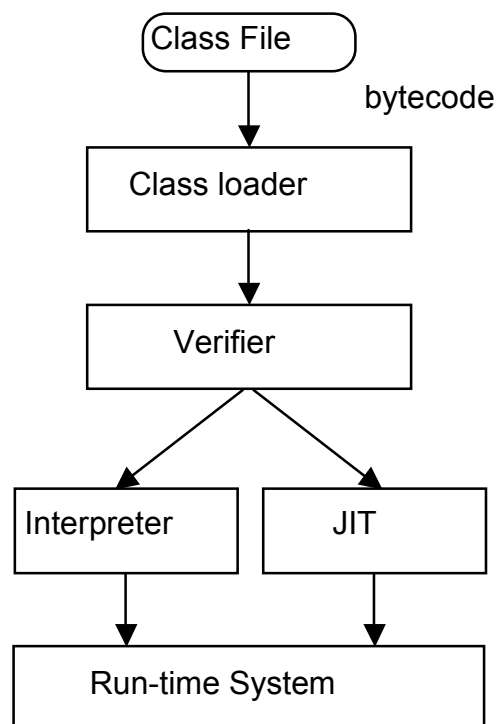 Class File
bytecode
Class loader
Verifier
Interpreter
JIT
Run-time System